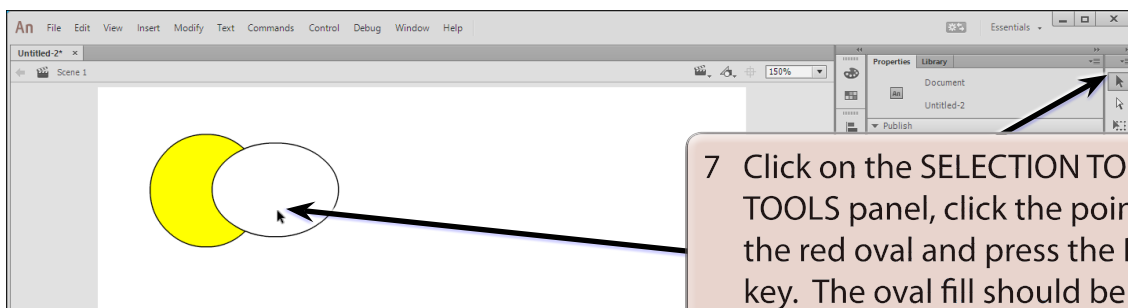 An File Edit View Insert Modify Text Commands Control Debug Window Help Essentials
Untitled-2* ×
Scene 1 150%
Properties Library
Document
An
Untitled-2
Publish
7 Click on the SELECTION
TOOLS panel, click the
the red oval and press the
key. The oval fill should be